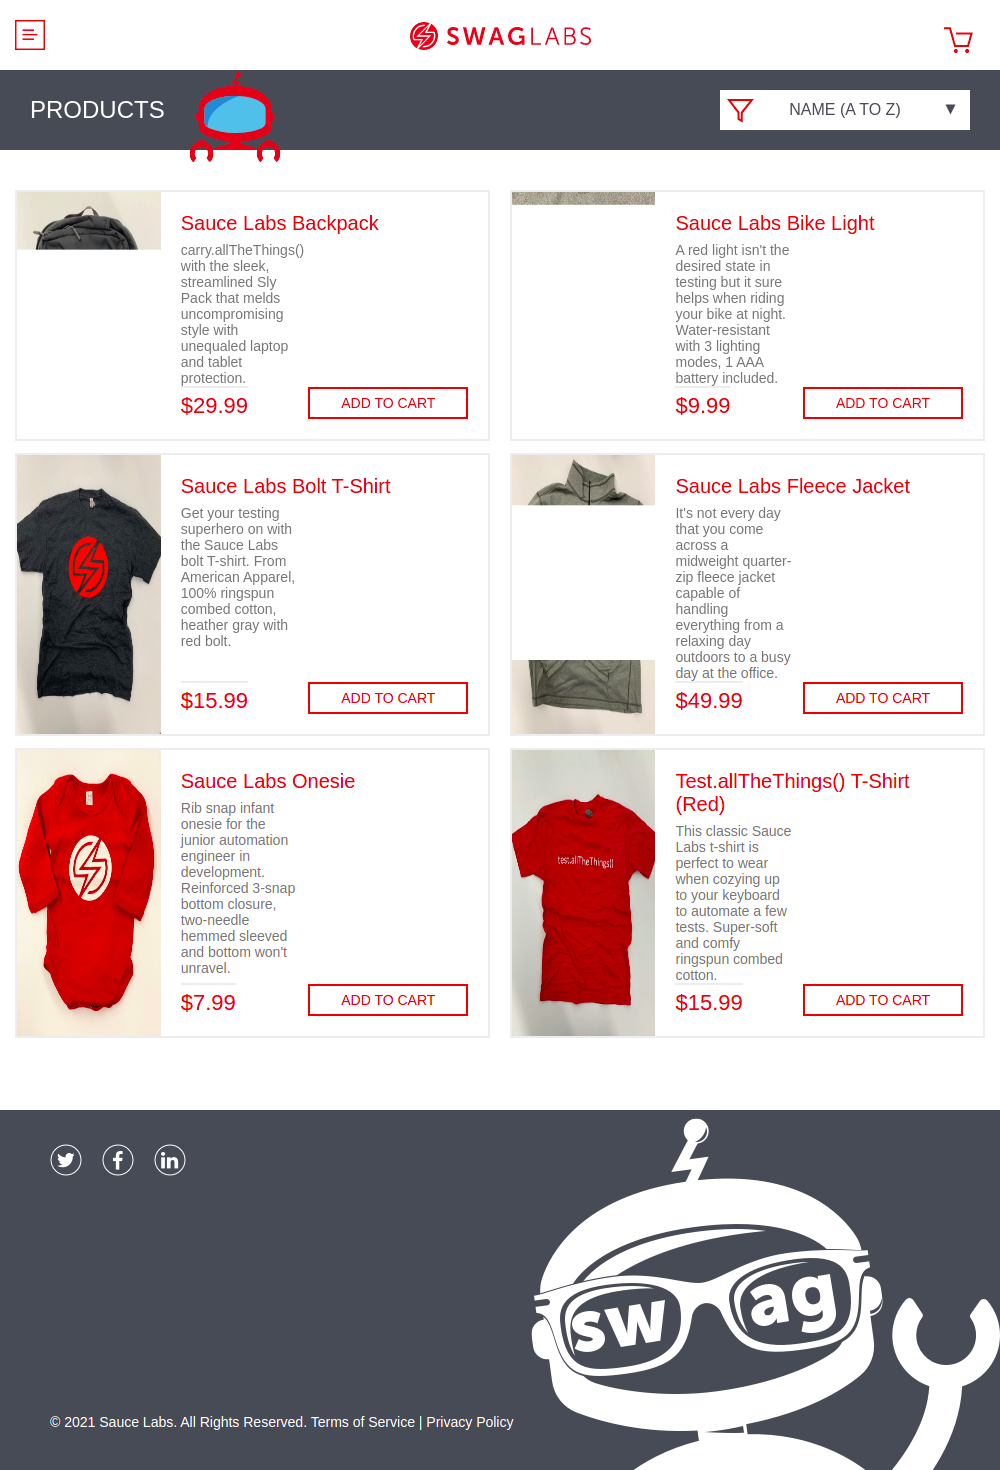 SWAGLABS
PRODUCTS
NAME (A TO Z)
Sauce Labs Backpack
carry.allTheThings()
with the sleek,
streamlined Sly
Pack that melds
uncompromising
style with
unequaled laptop
and tablet
protection.
$29.99
ADD TO CART
Sauce Labs Bike Light
A red light isn't the
desired state in
testing but it sure
helps when riding
your bike at night.
Water-resistant
with 3 lighting
modes, 1 AAA
battery included.
$9.99
ADD TO CART
Sauce Labs Bolt T-Shirt
Get your testing
superhero on with
the Sauce Labs
bolt T-shirt. From
American Apparel,
100% ringspun
combed cotton,
heather gray with
red bolt.
$15.99
ADD TO CART
Sauce Labs Fleece Jacket
It's not every day
that you come
across a
midweight quarter-
zip fleece jacket
capable of
handling
everything from a
relaxing day
outdoors to a busy
day at the office.
$49.99
ADD TO CART
Sauce Labs Onesie
Rib snap infant
onesie for the
junior automation
engineer in
development.
Reinforced 3-snap
bottom closure,
two-needle
hemmed sleeved
and bottom won't
unravel.
$7.99
ADD TO CART
test.allTheThings()
Test.allTheThings() T-Shirt
(Red)
This classic Sauce
Labs t-shirt is
perfect to wear
when cozying up
to your keyboard
to automate a few
tests. Super-soft
and comfy
ringspun combed
cotton.
$15.99
ADD TO CART
sw ag
© 2021 Sauce Labs. All Rights Reserved. Terms of Service | Privacy Policy